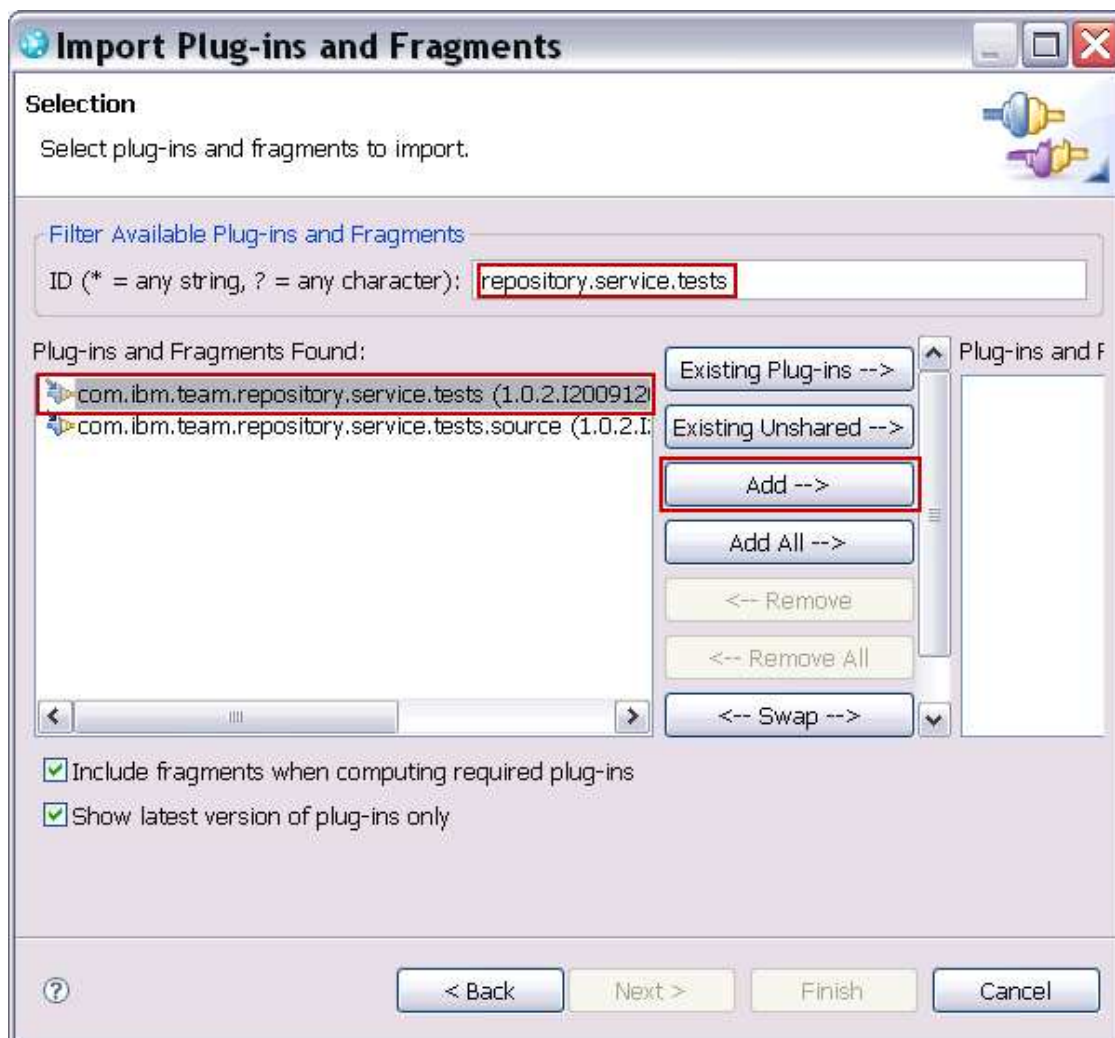 Import Plug-ins and Fragments
Selection
Select plug-ins and fragments to import.
Filter Available Plug-ins and Fragments
ID (* = any string, ? = any character): repository.service.tests
Plug-ins and Fragments Found:
com.ibm.team.repository.service.tests (1.0.2.I200912
com.ibm.team.repository.service.tests.source (1.0.2.I
Existing Plug-ins -->
Existing Unshared -->
Add -->
Add All -->
<-- Remove
<-- Remove All
<-- Swap -->
Plug-ins and F
Include fragments when computing required plug-ins
Show latest version of plug-ins only
?
< Back
Next >
Finish
Cancel